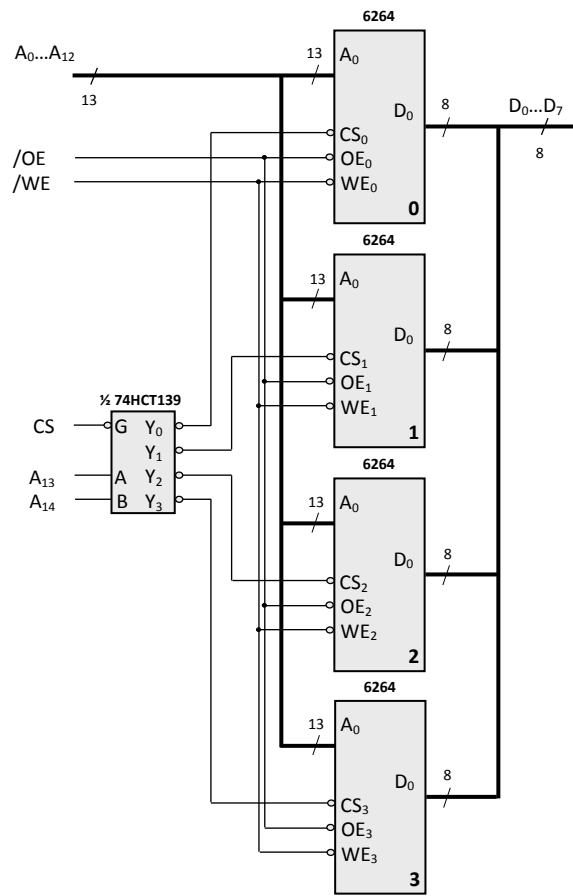 6264
A₀...A₁₂
13
13
A₀
D₀
8
D₀...D₇
8
CS₀
/OE
OE₀
/WE
WE₀
0
6264
13
A₀
D₀
8
CS₁
OE₁
WE₁
1
½ 74HCT139
CS
G
Y₀
Y₁
A₁₃
A
Y₂
A₁₄
B
Y₃
6264
13
A₀
D₀
8
CS₂
OE₂
WE₂
2
6264
13
A₀
D₀
8
CS₃
OE₃
WE₃
3